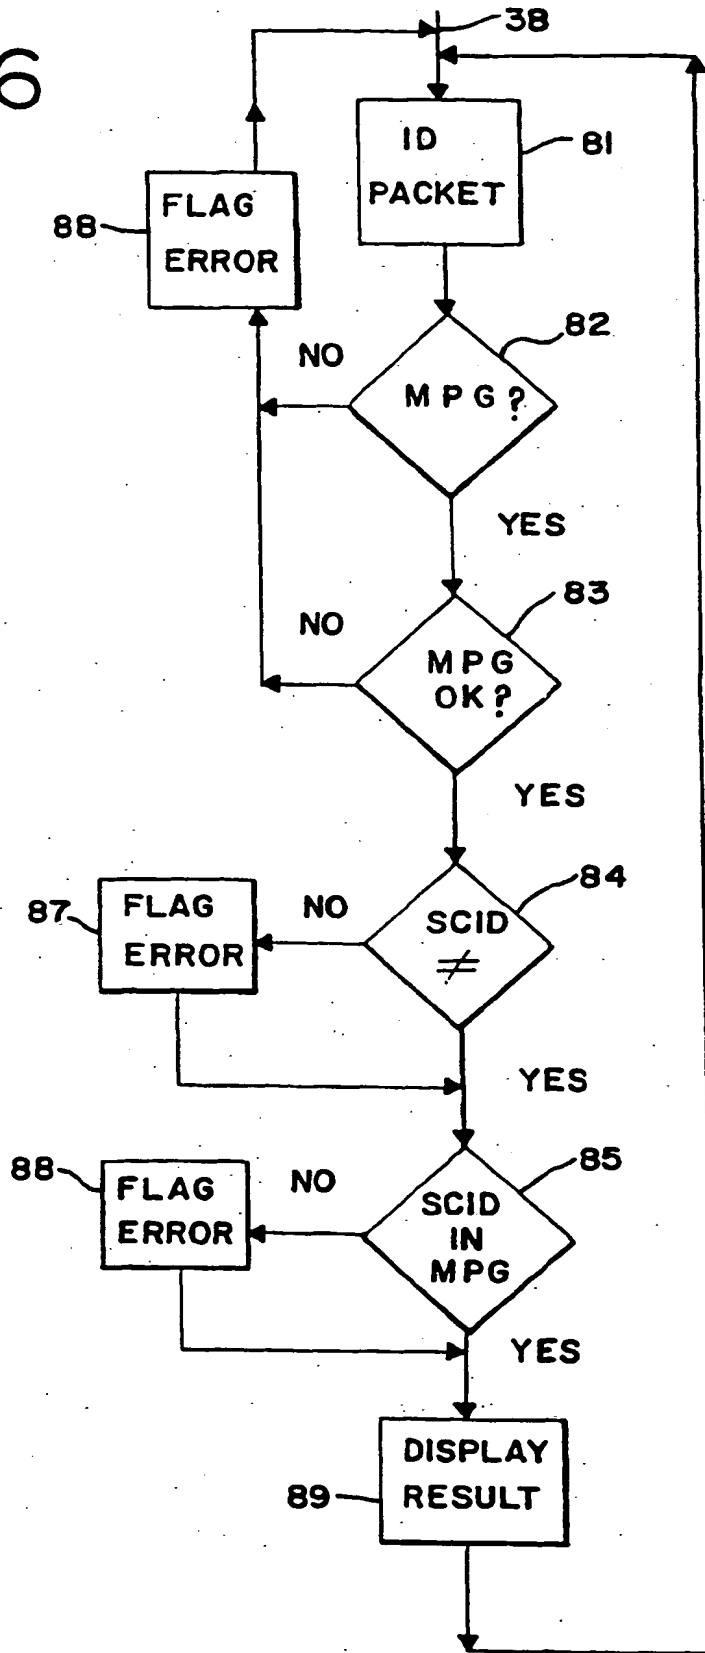 6
38
ID
PACKET
81
FLAG
ERROR
88
82
NO
MPG?
YES
83
NO
MPG
OK?
YES
84
87
FLAG
ERROR
NO
SCID
≠
YES
85
88
FLAG
ERROR
NO
SCID
IN
MPG
YES
DISPLAY
RESULT
89